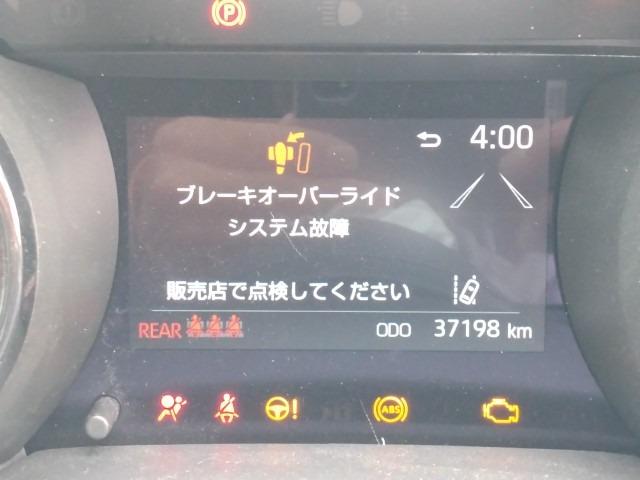 P
4:00
ブレーキオーバーライド
システム故障
販売店で点検してください
REAR
ODO 37198 km
ABS